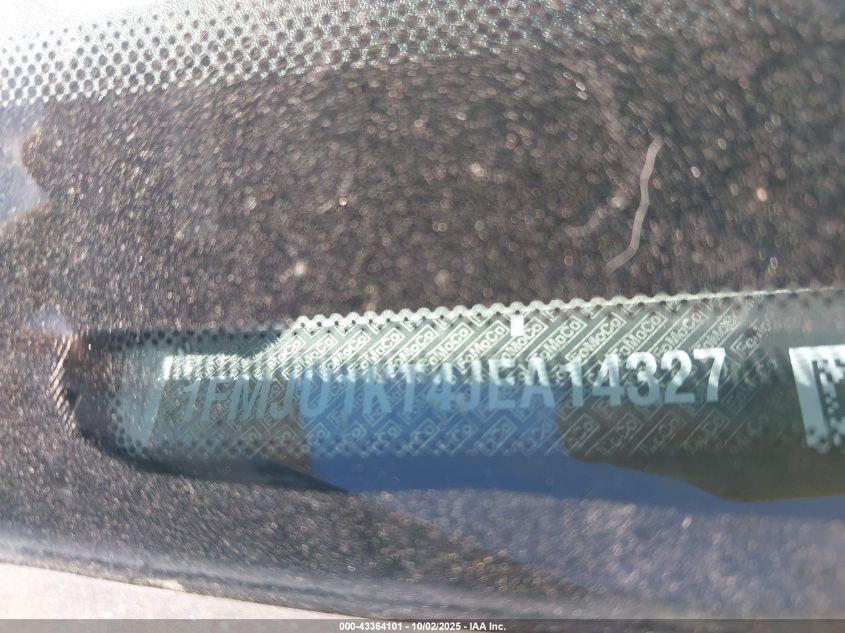 1FMJU1KT4JEA14327
000-43364101 - 10/02/2025 - IAA Inc.